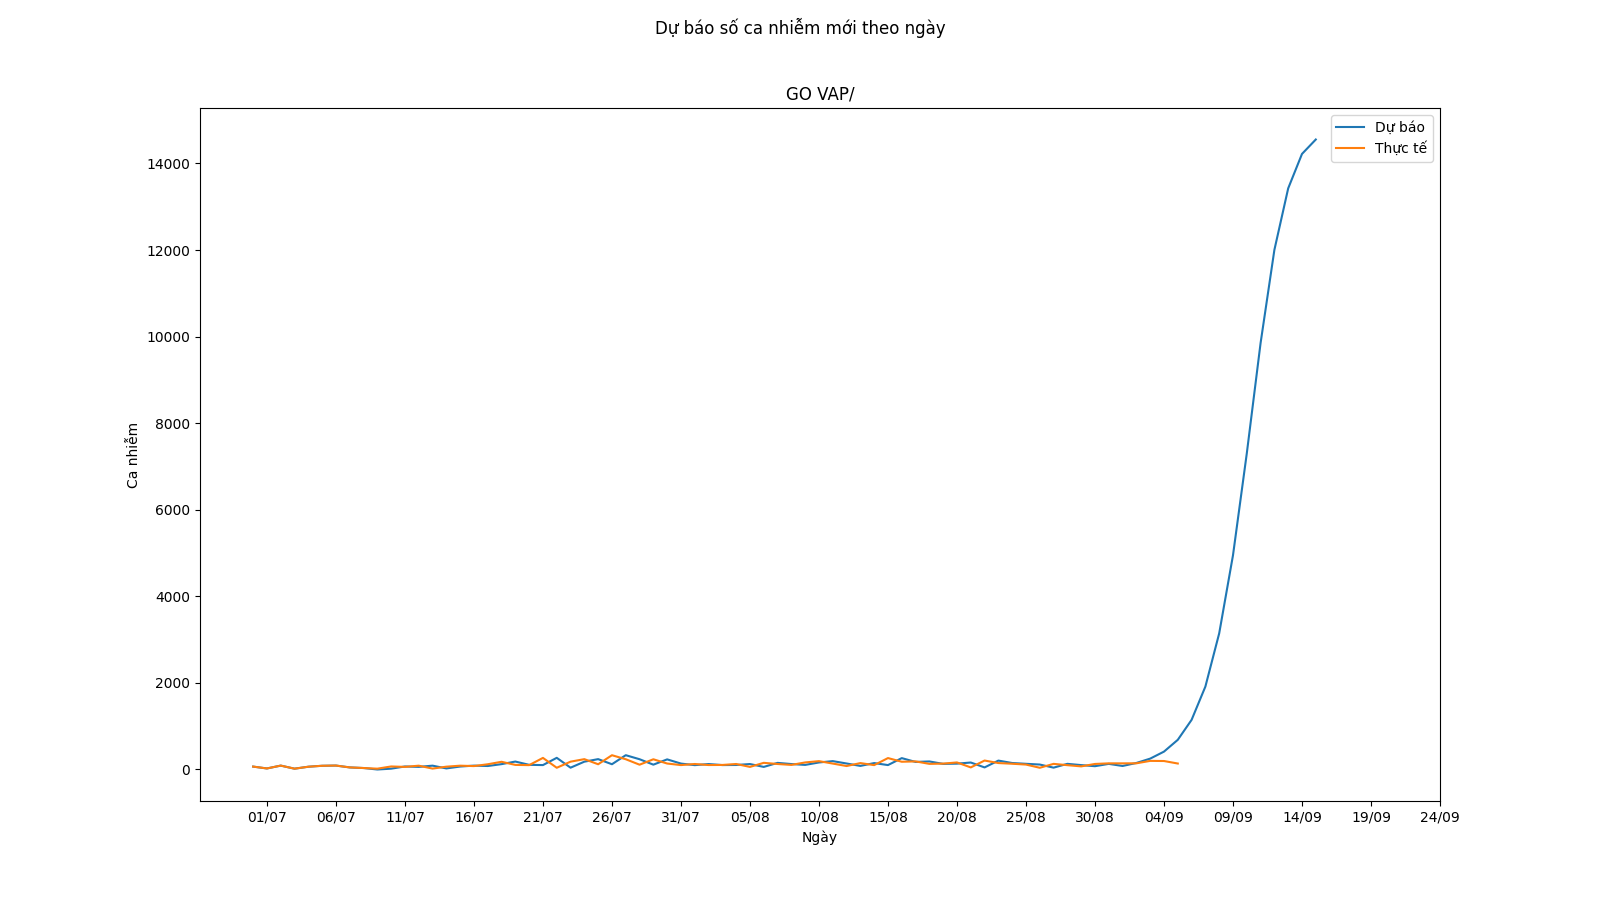 Dự báo số ca nhiễm mới theo ngày
GO VAP/
Dự báo
Thực tế
14000
12000
10000
8000
6000
4000
2000
0
Ca nhiễm
01/07 06/07 11/07 16/07 21/07 26/07 31/07 05/08 10/08 15/08 20/08 25/08 30/08 04/09 09/09 14/09 19/09 24/09
Ngày